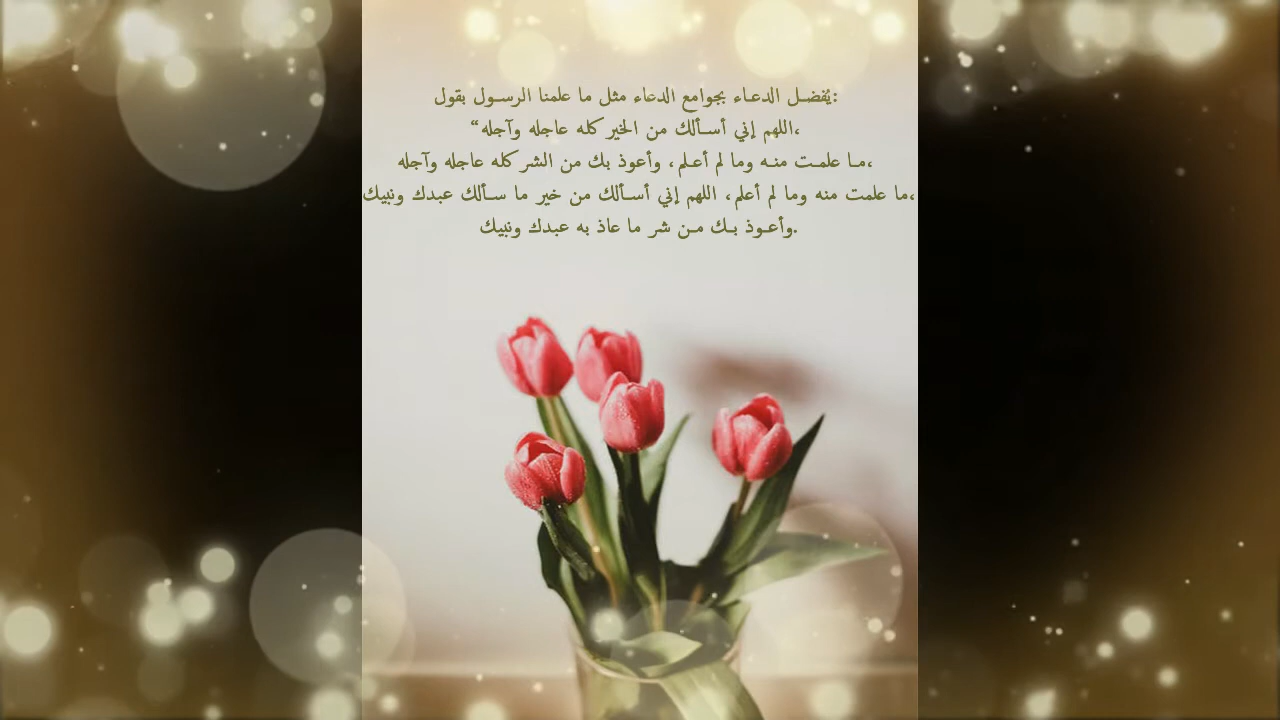 يُفضل الدعاء بجوامع الدعاء مثل ما علمنا الرسول بقول:
"اللهم إني أسألك من الخير كله عاجله وآجله،
ما علمت منه وما لم أعلم، وأعوذ بك من الشر كله عاجله وآجله،
ما علمت منه وما لم أعلم، اللهم إني أسألك من خير ما سألك عبدك ونبيك،
وأعوذ بك من شر ما عاذ به عبدك ونبيك.